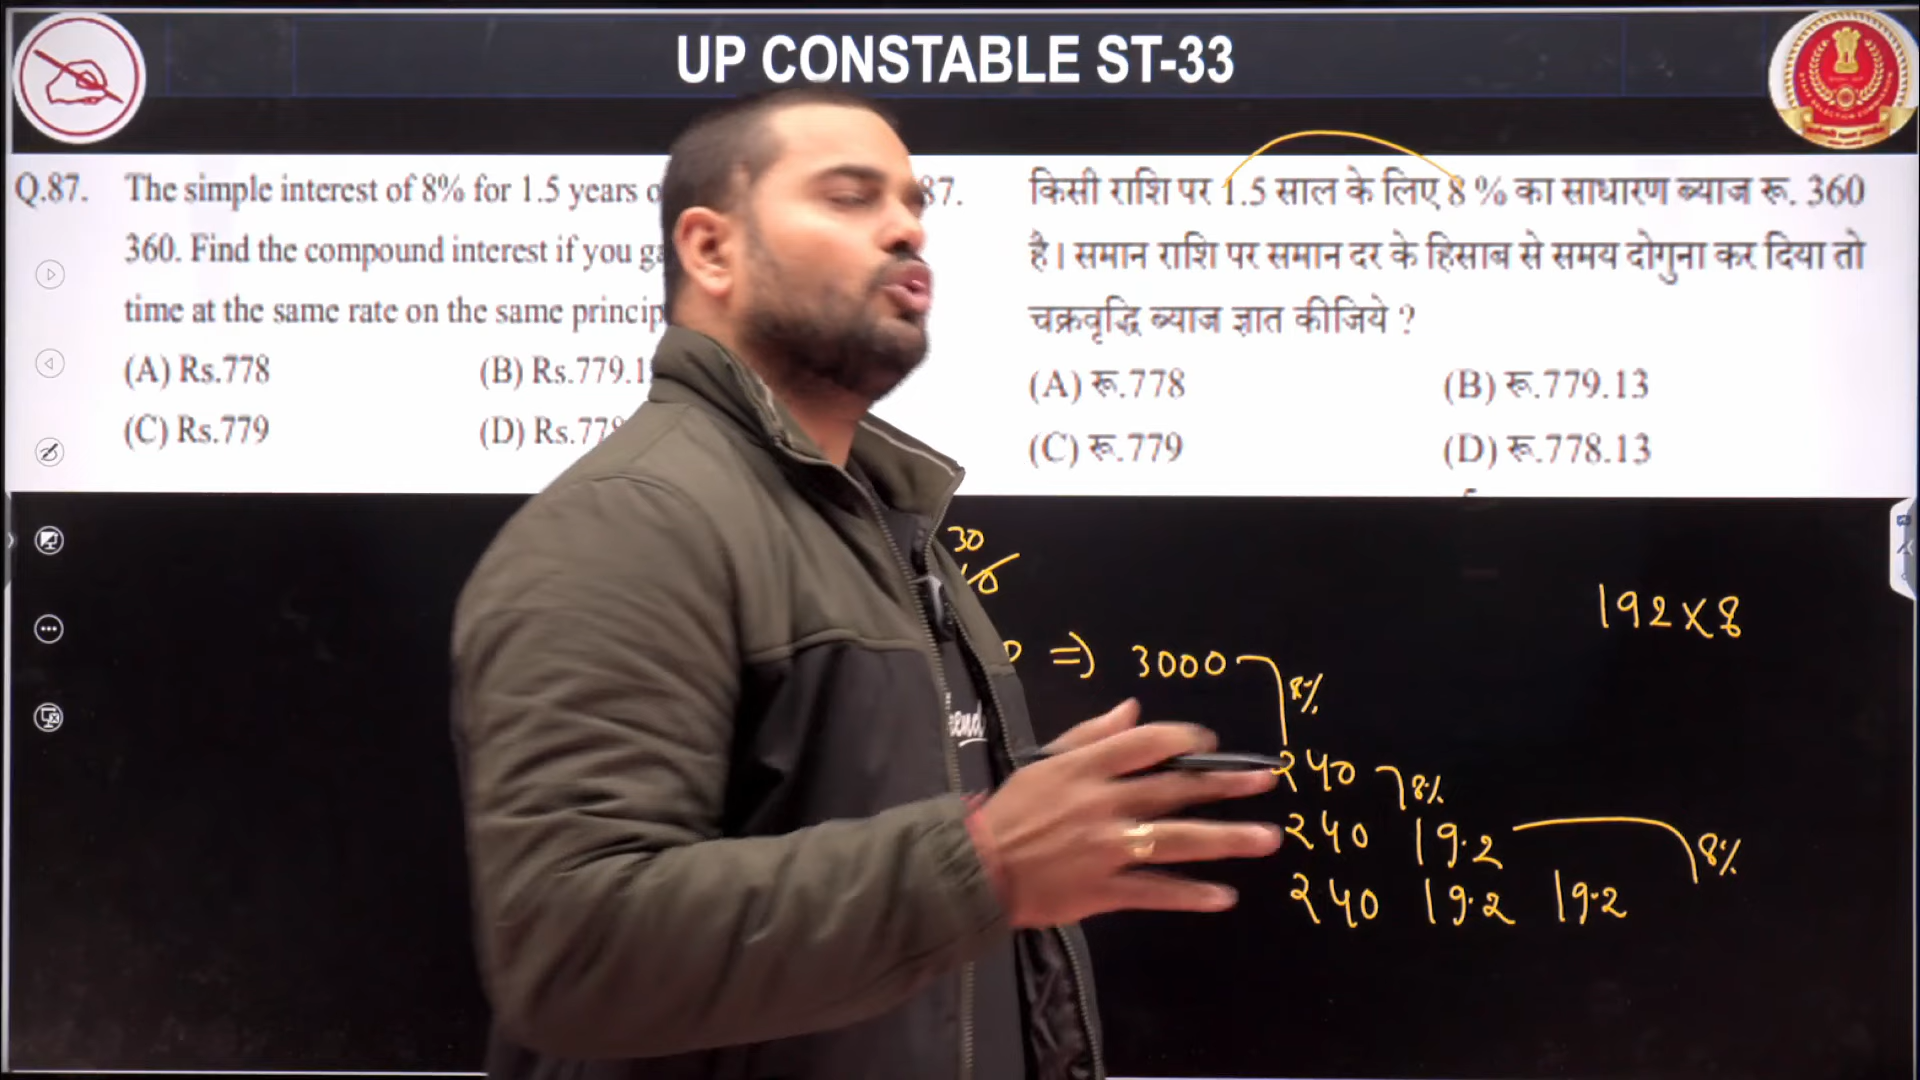 UP CONSTABLE ST-33
Q.87. The simple interest of 8% for 1.5 years
360. Find the compound interest if you
time at the same rate on the same
(A) Rs.778 (B) Rs.779.1
(C) Rs.779 (D) Rs.778
87. किसी राशि पर 1.5 साल के लिए 8 % का साधारण ब्याज रू. 360
है। समान राशि पर समान दर के हिसाब से समय दोगुना कर दिया तो
चक्रवृद्धि ब्याज ज्ञात कीजिये ?
(A) रू.778 (B) रू.779.13
(C) रू.779 (D) रू.778.13
30
192 x 8
=) 3000
8%
240 8%
240 19.2 8%
240 19.2 19.2